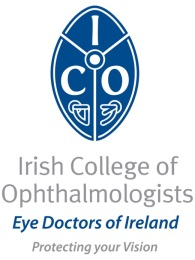 I
C O
Irish College of
Ophthalmologists
Eye Doctors of Ireland
Protecting your Vision